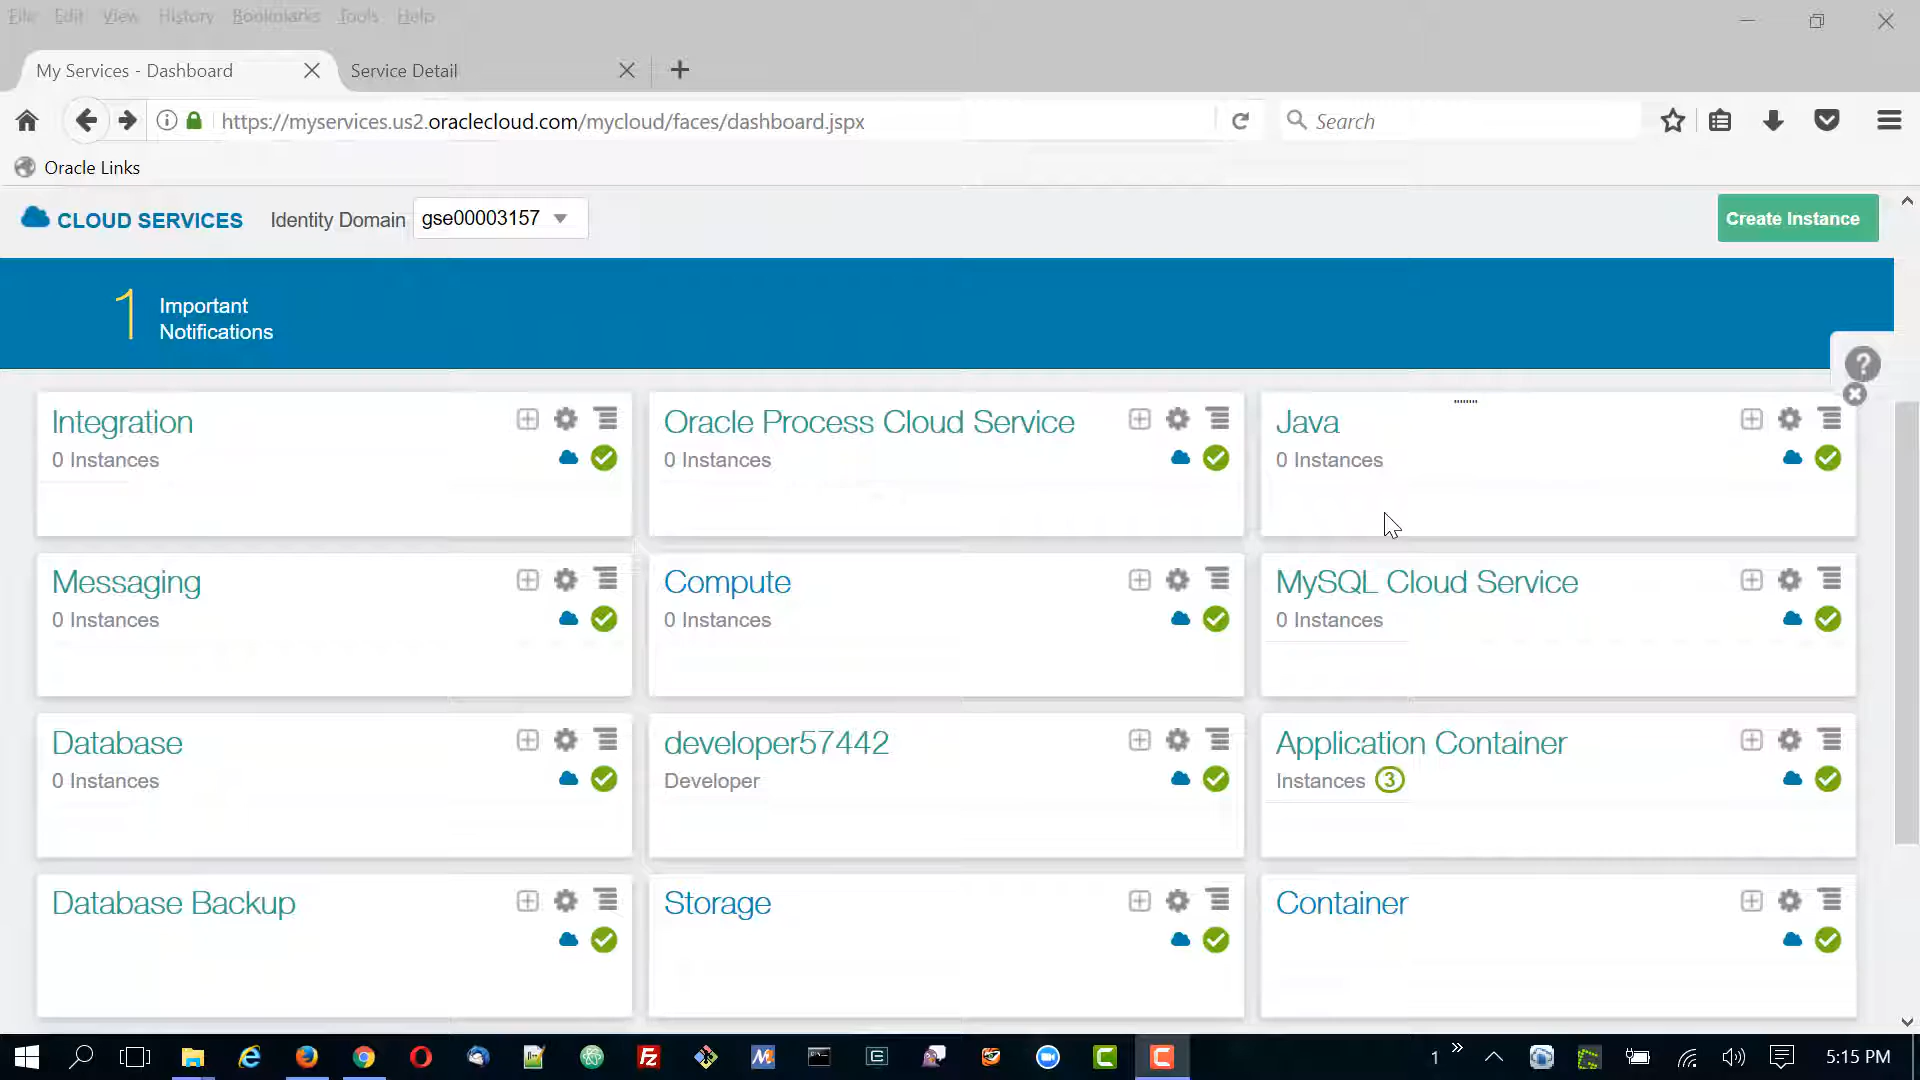 File Edit View History Bookmarks Tools Help
My Services - Dashboard
Service Detail
https://myservices.us2.oraclecloud.com/mycloud/faces/dashboard.jspx
Search
Oracle Links
CLOUD SERVICES
Identity Domain
gse00003157
Create Instance
1
Important
Notifications
?
Integration
0 Instances
Oracle Process Cloud Service
0 Instances
Java
0 Instances
Messaging
0 Instances
Compute
0 Instances
MySQL Cloud Service
0 Instances
Database
0 Instances
developer57442
Developer
Application Container
Instances 3
Database Backup
Storage
Container
1
5:15 PM